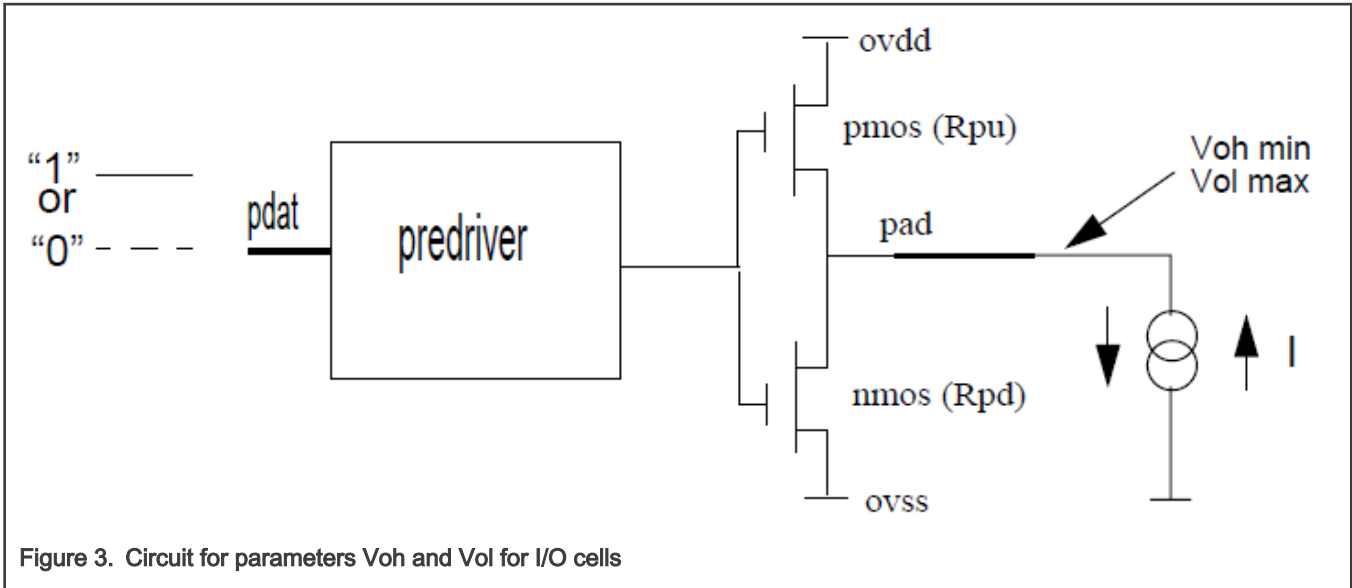 ovdd
pmos (Rpu)
Voh min
Vol max
“1”
or
“0”
pdat
predriver
pad
I
nmos (Rpd)
ovss
Figure 3. Circuit for parameters Voh and Vol for I/O cells